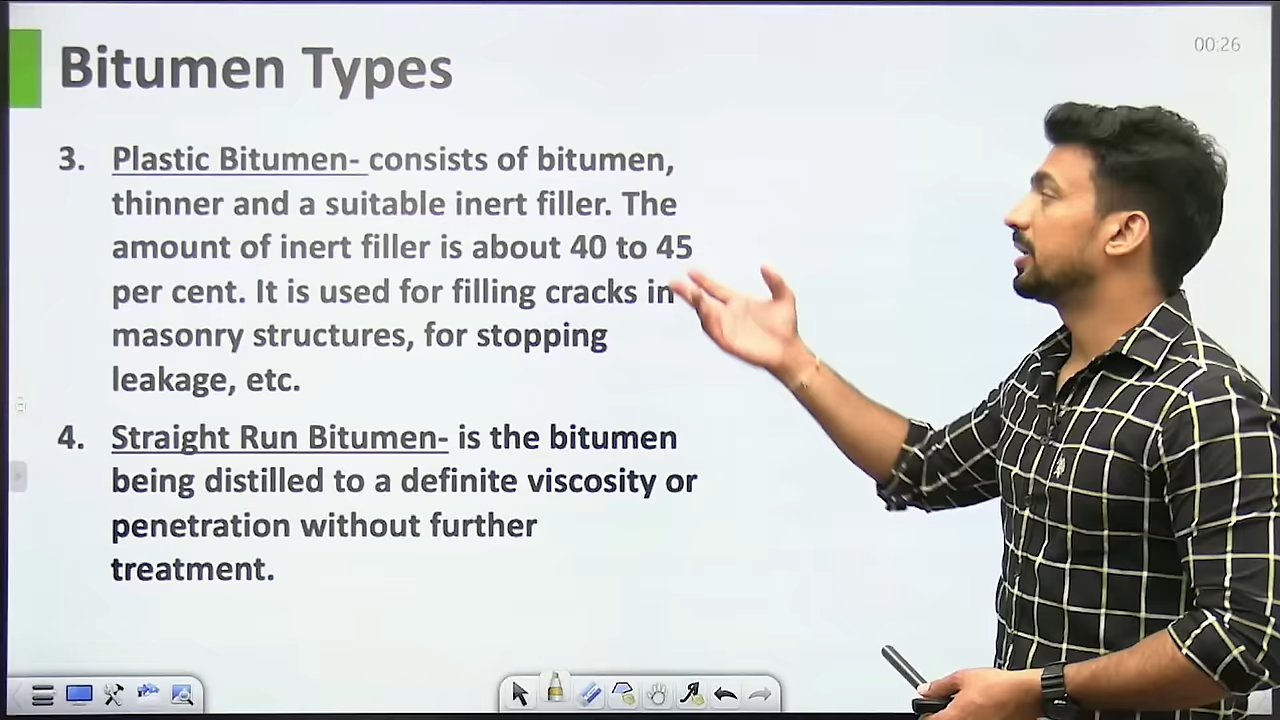 00:26
Bitumen Types
3. Plastic Bitumen- consists of bitumen,
thinner and a suitable inert filler. The
amount of inert filler is about 40 to 45
per cent. It is used for filling cracks in
masonry structures, for stopping
leakage, etc.
4. Straight Run Bitumen- is the bitumen
being distilled to a definite viscosity or
penetration without further
treatment.